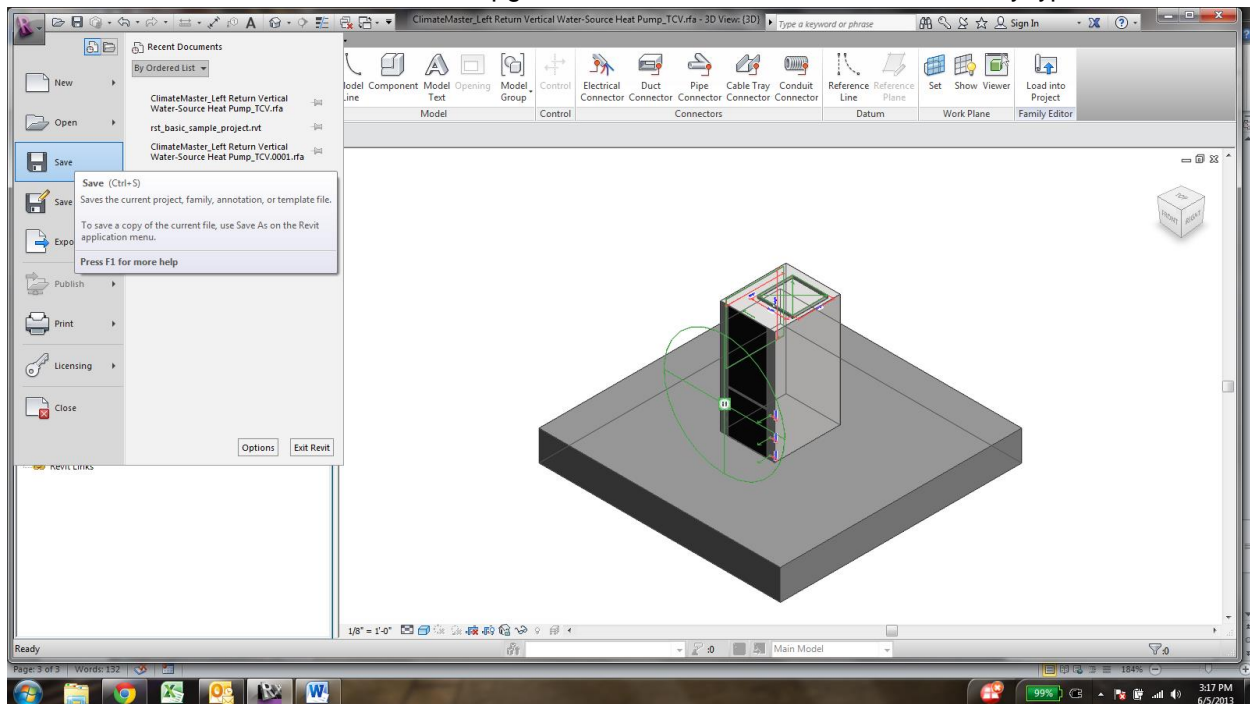 ClimateMaster_Left Return Vertical Water-Source Heat Pump_TCV.rfa - 3D View: {3D}
Type a keyword or phrase
Sign In
Recent Documents
By Ordered List
New
Open
Save
Save
Expo
Publish
Print
Licensing
Close
ClimateMaster_Left Return Vertical
Water-Source Heat Pump_TCV.rfa
rst_basic_sample_project.rvt
ClimateMaster_Left Return Vertical
Water-Source Heat Pump_TCV.0001.rfa
Save (Ctrl+S)
Saves the current project, family, annotation, or template file.
To save a copy of the current file, use Save As on the Revit
application menu.
Press F1 for more help
Options Exit Revit
Revit Links
Component Model Opening Model Control Electrical Duct Pipe Cable Tray Conduit Reference Reference Set Show Viewer Load into
Line Text Group Connector Connector Connector Connector Connector Line Plane Project
Model Control Connectors Datum Work Plane Family Editor
TOP
FRONT RIGHT
1/8" = 1'-0"
Ready
:0
Main Model
:0
Page: 3 of 3 Words: 132
184%
99%
3:17 PM
6/5/2013